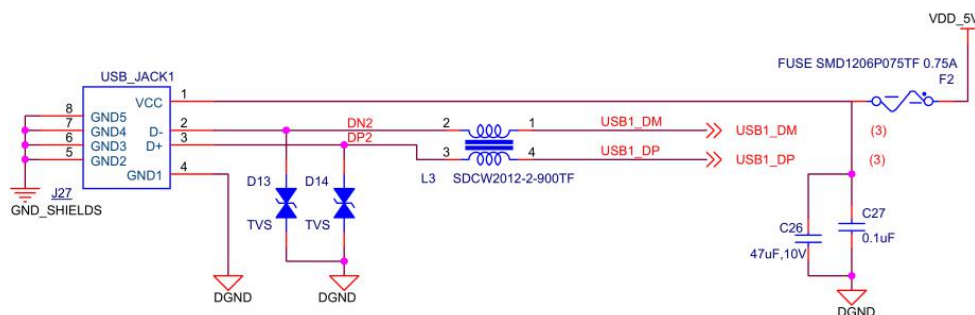 VDD_5V
FUSE SMD1206P075TF 0.75A
F2
USB_JACK1
VCC
1
8
7
6
5
GND5
GND4
GND3
GND2
D-
D+
GND1
2
3
4
DN2
DP2
2
1
3
4
USB1_DM
USB1_DP
USB1_DM
(3)
USB1_DP
(3)
L3
SDCW2012-2-900TF
J27
GND_SHIELDS
D13
D14
TVS
TVS
C26
47uF,10V
C27
0.1uF
DGND
DGND
DGND